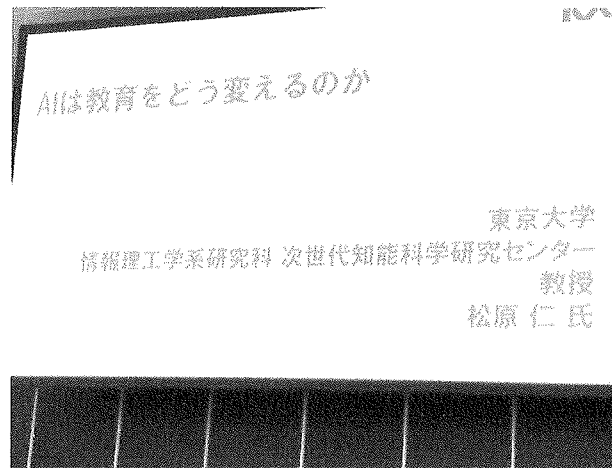 AIは教育をどう変えるのか
東京大学
情報理工学系研究科 次世代知能科学研究センター
教授
松原 仁 氏